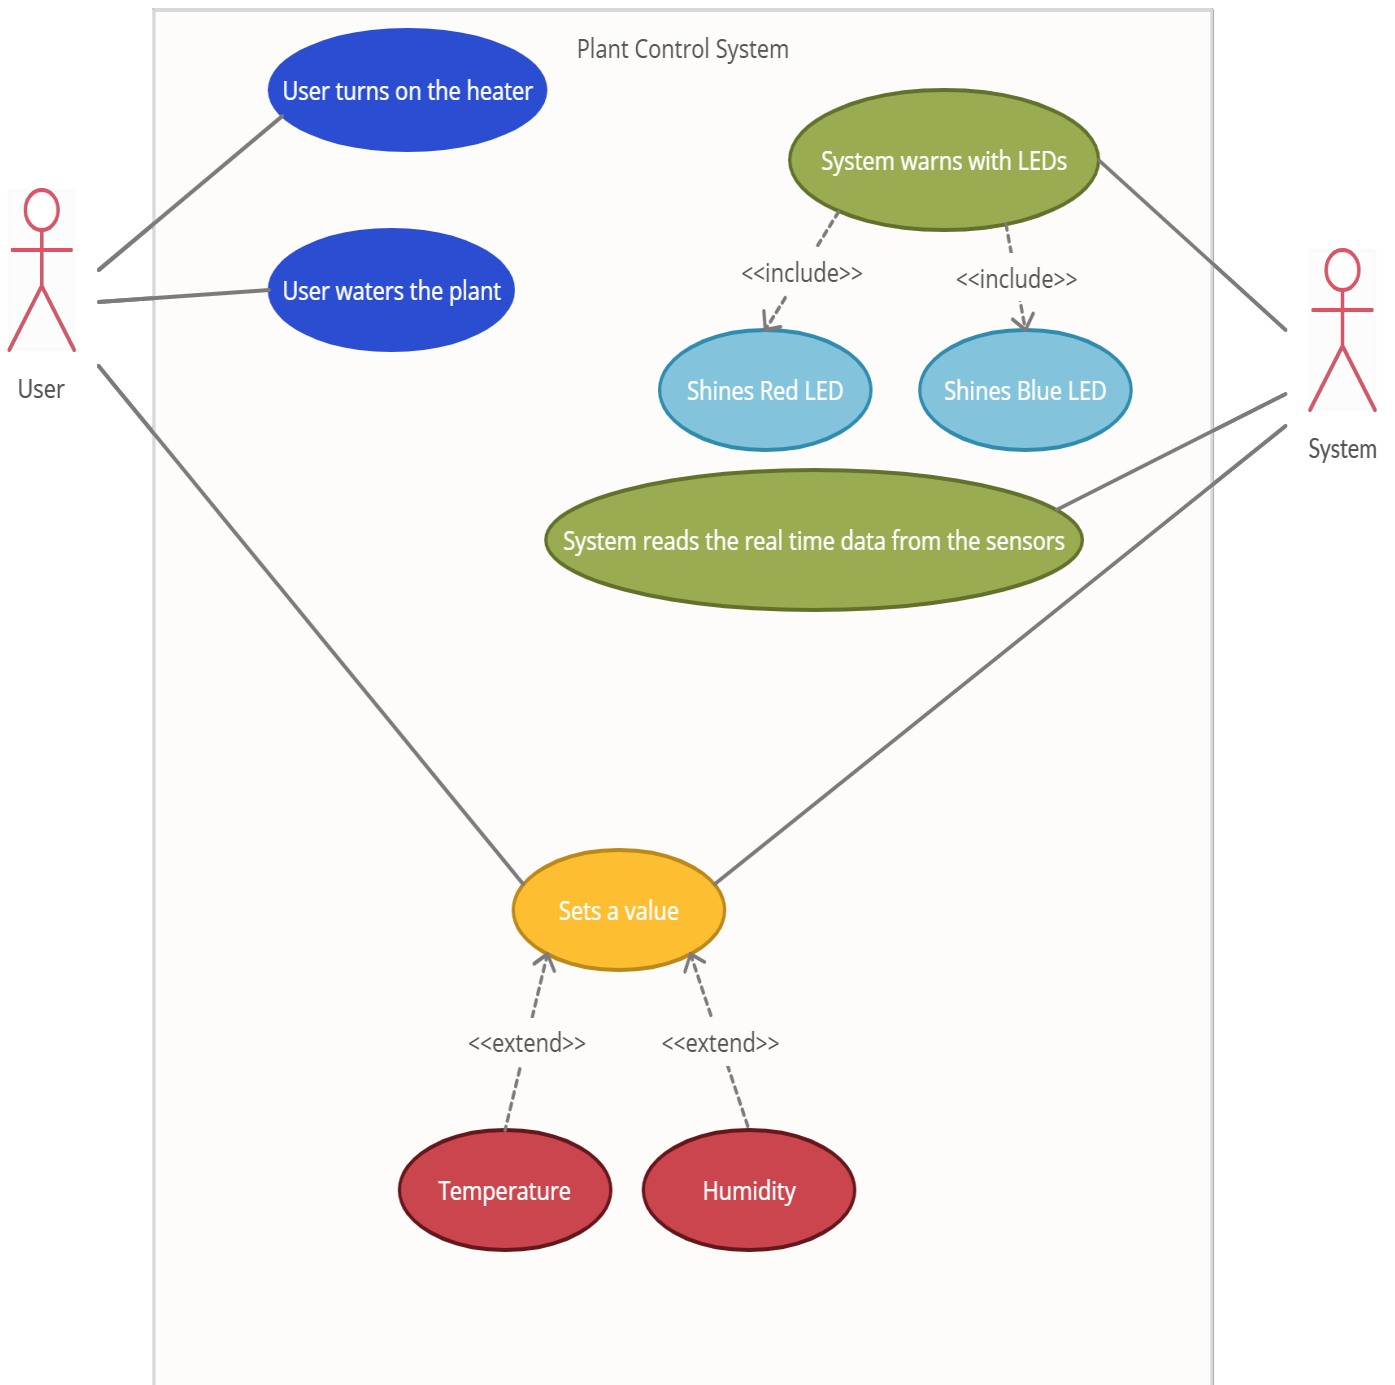 Plant Control System
User turns on the heater
System warns with LEDs
User waters the plant
<<include>>
<<include>>
User
Shines Red LED
Shines Blue LED
System
System reads the real time data from the sensors
Sets a value
<<extend>>
<<extend>>
Temperature
Humidity